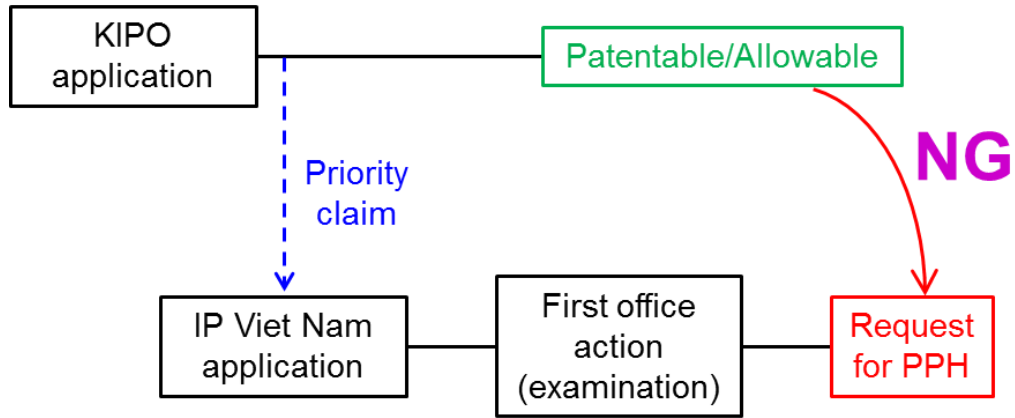 KIPO
application
Patentable/Allowable
NG
Priority
claim
IP Viet Nam
application
First office
action
(examination)
Request
for PPH